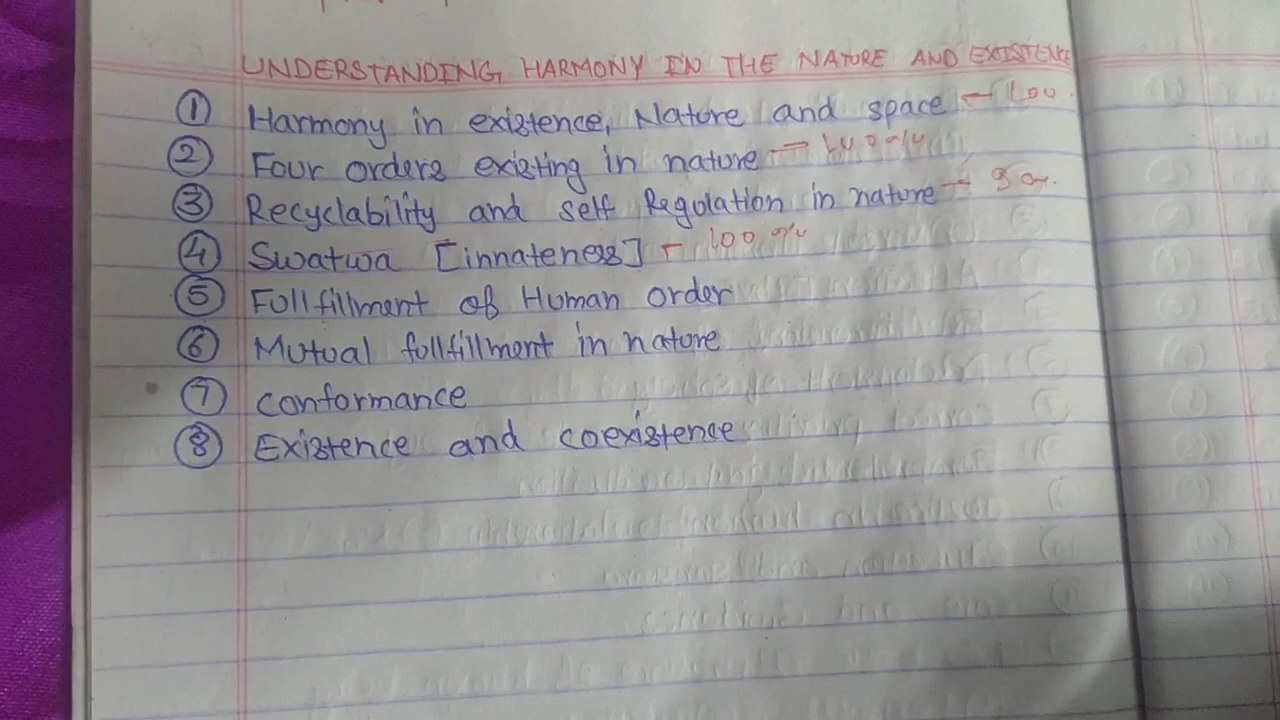 UNDERSTANDING HARMONY IN THE NATURE AND EXISTENCE
① Harmony in existence, Nature and space - 100
② Four orders existing in nature -
③ Recyclability and self Regulation in nature -
④ Swatwa [innateness] - 100 %
⑤ Fullfillment of Human order
⑥ Mutual fullfillment in nature
⑦ conformance
⑧ Existence and coexistence